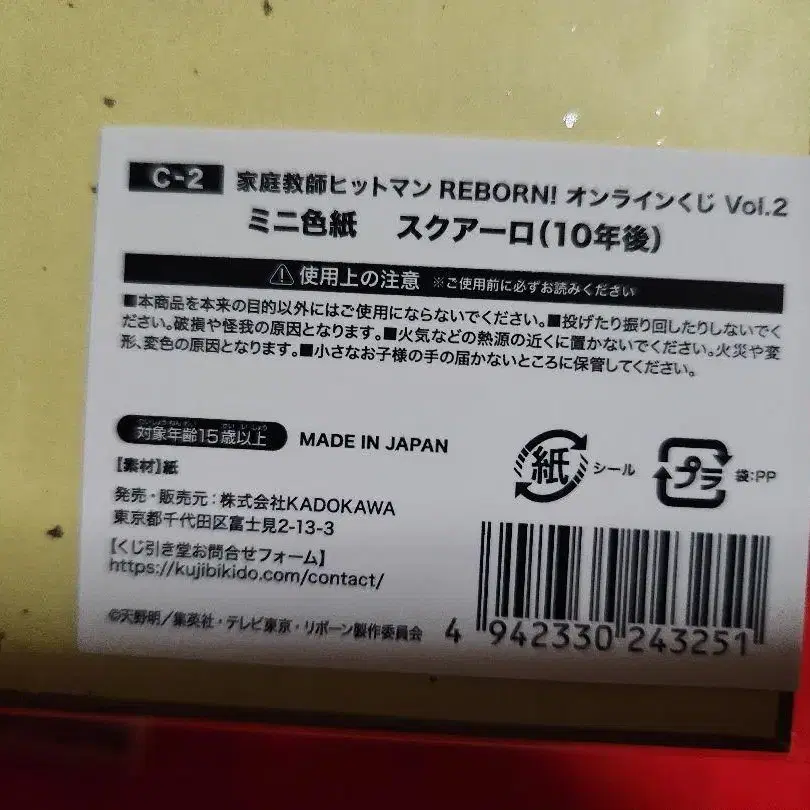 C-2 家庭教師ヒットマン REBORN! オンラインくじ Vol.2
ミニ色紙 スクアーロ(10年後)
⚠使用上の注意 ※ご使用前に必ずお読みください
■本商品を本来の目的以外にはご使用にならないでください。■投げたり振り回したりしないでく
ださい。破損や怪我の原因となります。■火気などの熱源の近くに置かないでください。火災や変
形、変色の原因となります。■小さなお子様の手の届かないところに保管してください。
対象年齢15歳以上 MADE IN JAPAN
紙 シール プラ 袋:PP
【素材】紙
発売・販売元:株式会社KADOKAWA
東京都千代田区富士見2-13-3
【くじ引き堂お問合せフォーム】
https://kujibikido.com/contact/
©天野明/集英社・テレビ東京・リボーン製作委員会
4 942330 243251